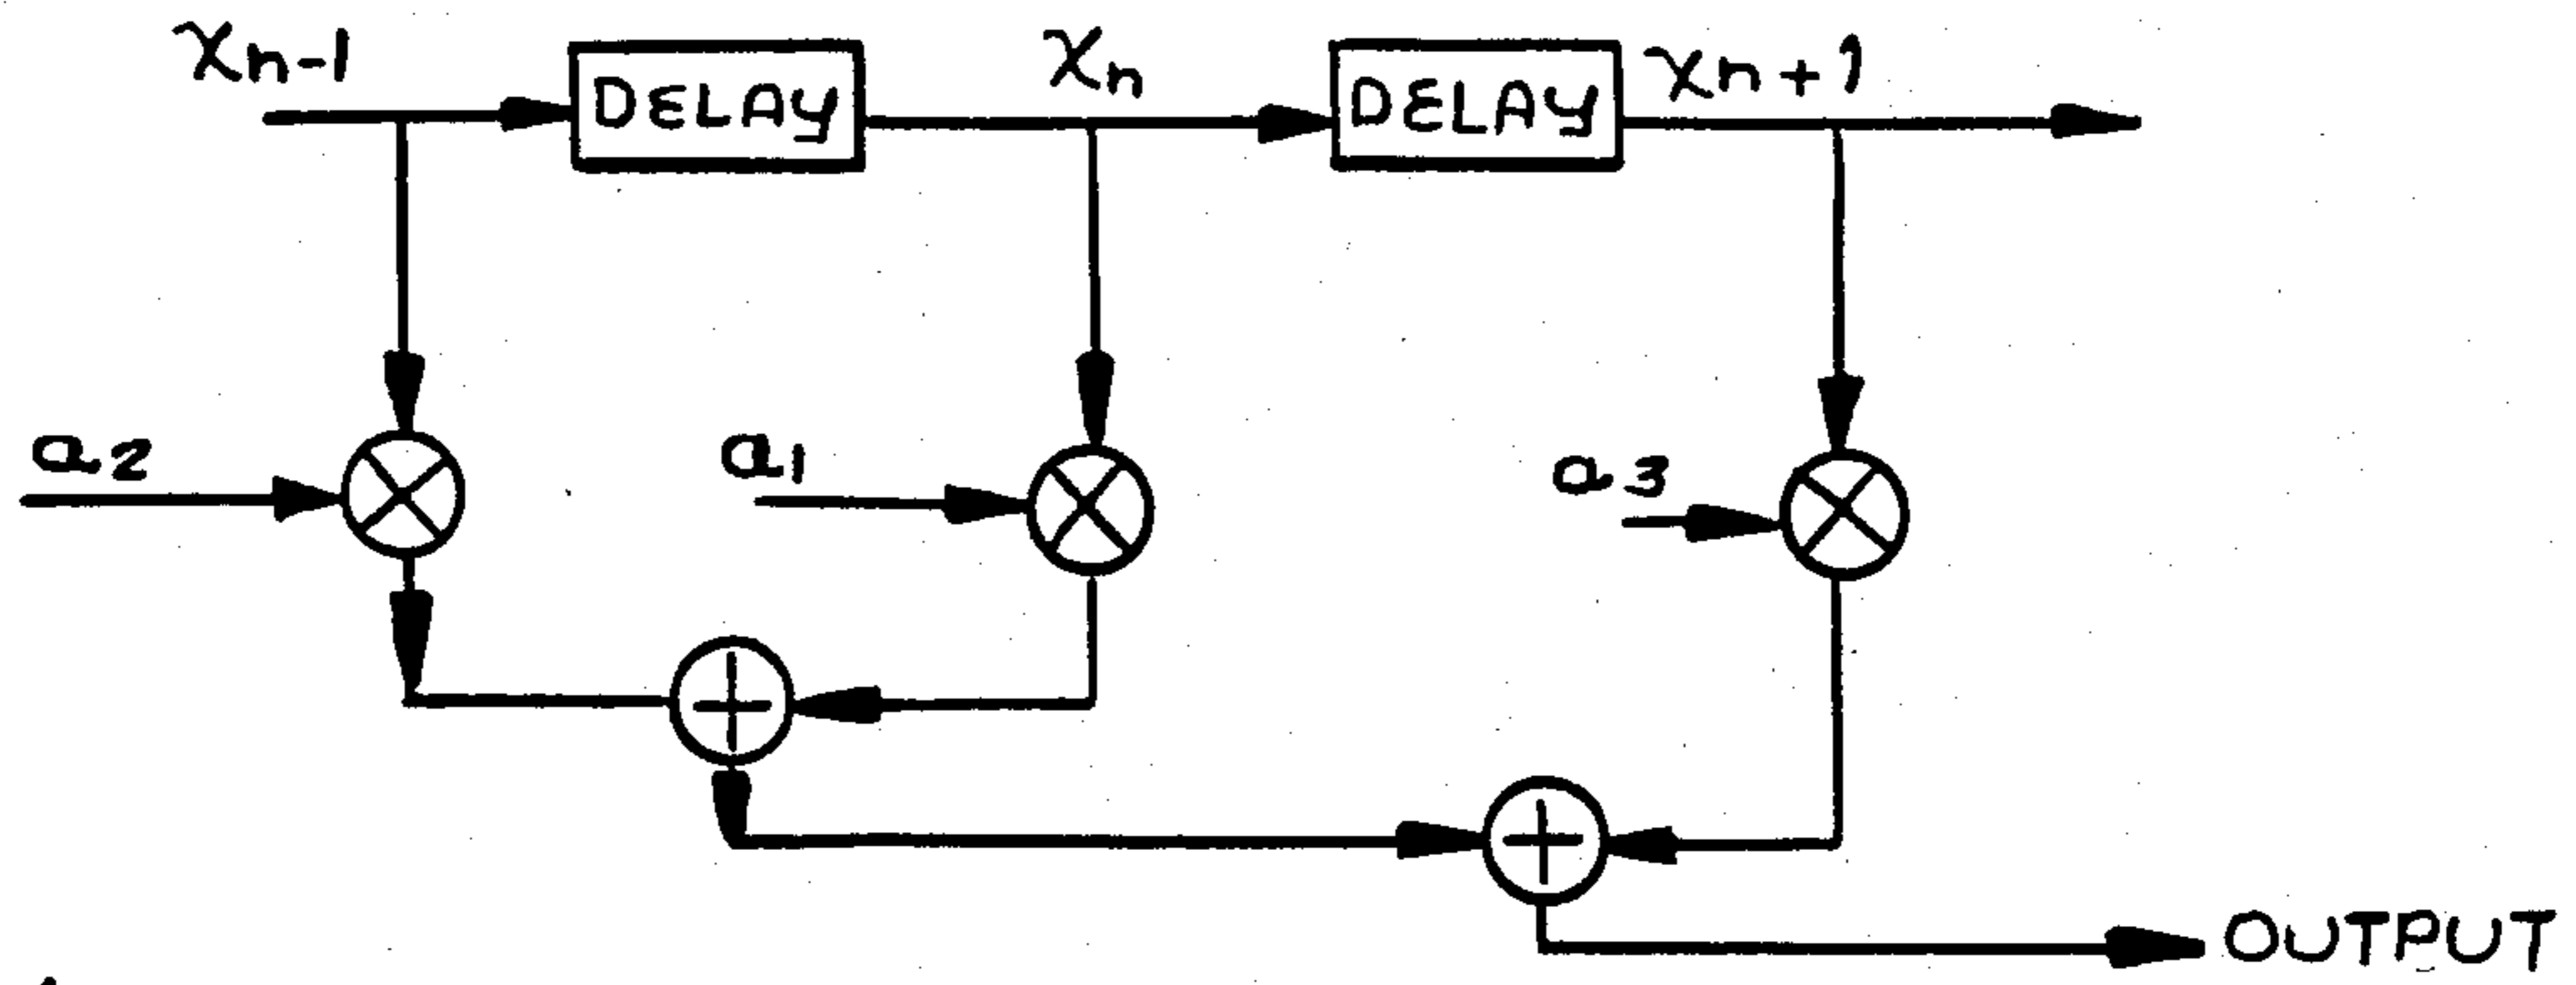 Xn-1
DELAY
Xn
DELAY
Xn+1
a2
a1
a3
OUTPUT